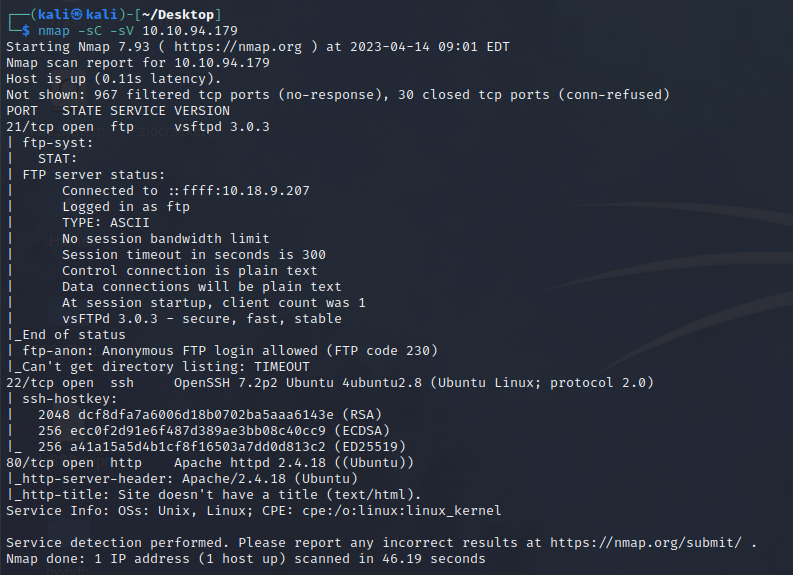 ┌──(kali㉿kali)-[~/Desktop]
└─$ nmap -sC -sV 10.10.94.179
Starting Nmap 7.93 ( https://nmap.org ) at 2023-04-14 09:01 EDT
Nmap scan report for 10.10.94.179
Host is up (0.11s latency).
Not shown: 967 filtered tcp ports (no-response), 30 closed tcp ports (conn-refused)
PORT   STATE SERVICE VERSION
21/tcp open  ftp     vsftpd 3.0.3
| ftp-syst:
|   STAT:
| FTP server status:
|      Connected to ::ffff:10.18.9.207
|      Logged in as ftp
|      TYPE: ASCII
|      No session bandwidth limit
|      Session timeout in seconds is 300
|      Control connection is plain text
|      Data connections will be plain text
|      At session startup, client count was 1
|      vsFTPd 3.0.3 - secure, fast, stable
|_End of status
| ftp-anon: Anonymous FTP login allowed (FTP code 230)
|_Can't get directory listing: TIMEOUT
22/tcp open  ssh     OpenSSH 7.2p2 Ubuntu 4ubuntu2.8 (Ubuntu Linux; protocol 2.0)
| ssh-hostkey:
|   2048 dcf8dfa7a6006d18b0702ba5aaa6143e (RSA)
|   256 ecc0f2d91e6f487d389ae3bb08c40cc9 (ECDSA)
|_  256 a41a15a5d4b1cf8f16503a7dd0d813c2 (ED25519)
80/tcp open  http    Apache httpd 2.4.18 ((Ubuntu))
|_http-server-header: Apache/2.4.18 (Ubuntu)
|_http-title: Site doesn't have a title (text/html).
Service Info: OSs: Unix, Linux; CPE: cpe:/o:linux:linux_kernel

Service detection performed. Please report any incorrect results at https://nmap.org/submit/ .
Nmap done: 1 IP address (1 host up) scanned in 46.19 seconds